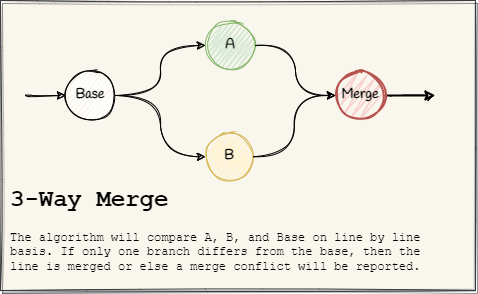 A
Base
Merge
B
3-Way Merge
The algorithm will compare A, B, and Base on line by line
basis. If only one branch differs from the base, then the
line is merged or else a merge conflict will be reported.